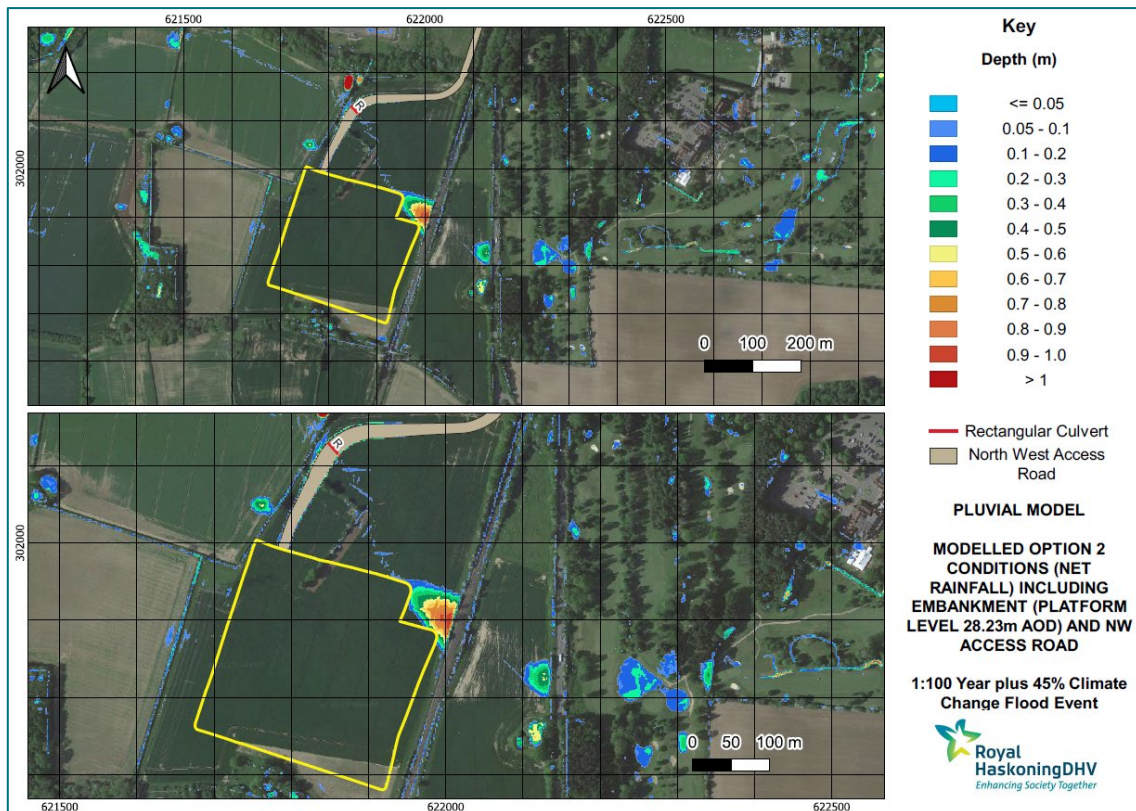 621500 622000 622500
302000
R
0 100 200 m
302000
R
0 50 100 m
621500 622000 622500
Key
Depth (m)
<= 0.05
0.05 - 0.1
0.1 - 0.2
0.2 - 0.3
0.3 - 0.4
0.4 - 0.5
0.5 - 0.6
0.6 - 0.7
0.7 - 0.8
0.8 - 0.9
0.9 - 1.0
> 1
Rectangular Culvert
North West Access
Road
PLUVIAL MODEL
MODELLED OPTION 2
CONDITIONS (NET
RAINFALL) INCLUDING
EMBANKMENT (PLATFORM
LEVEL 28.23m AOD) AND NW
ACCESS ROAD
1:100 Year plus 45% Climate
Change Flood Event
Royal
HaskoningDHV
Enhancing Society Together